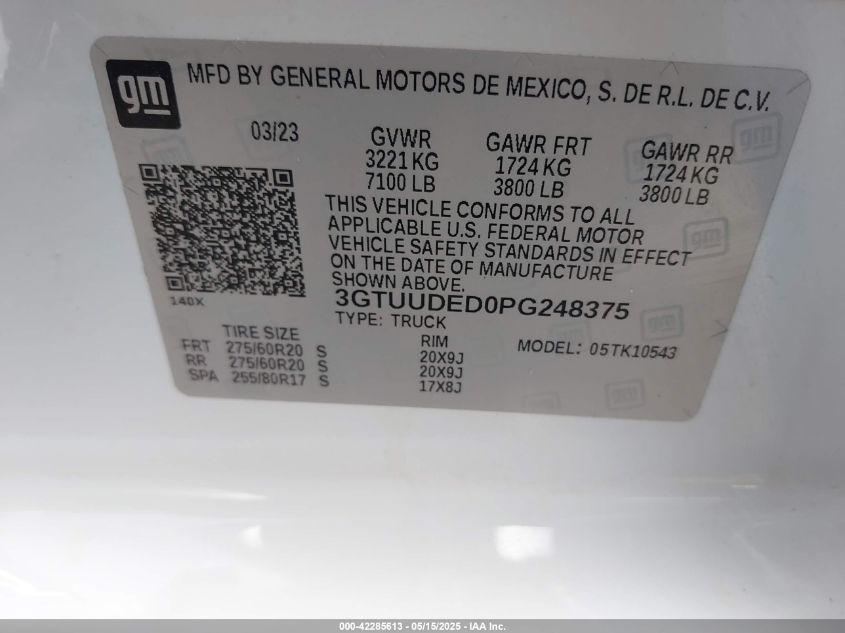 gm
MFD BY GENERAL MOTORS DE MEXICO, S. DE R.L. DE C.V.
03/23 GVWR GAWR FRT GAWR RR
3221 KG 1724 KG 1724 KG
7100 LB 3800 LB 3800 LB
THIS VEHICLE CONFORMS TO ALL
APPLICABLE U.S. FEDERAL MOTOR
VEHICLE SAFETY STANDARDS IN EFFECT
ON THE DATE OF MANUFACTURE
SHOWN ABOVE.
140X
3GTUUDED0PG248375
TYPE: TRUCK
TIRE SIZE RIM MODEL: 05TK10543
FRT 275/60R20 S 20X9J
RR 275/60R20 S 20X9J
SPA 255/80R17 S 17X8J
gm
gm
gm
gm
000-42285613 - 05/15/2025 - IAA Inc.